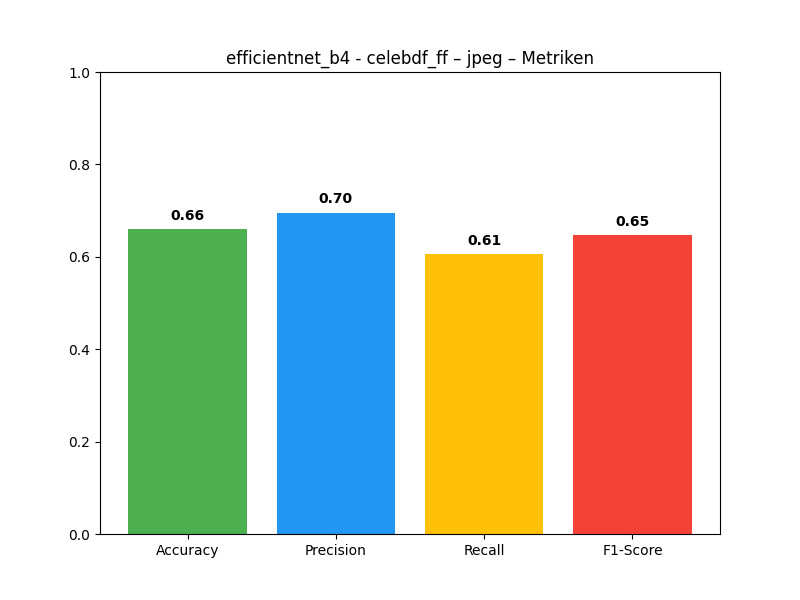 efficientnet_b4 - celebdf_ff – jpeg – Metriken
1.0
0.8
0.6
0.4
0.2
0.0
0.66
0.70
0.61
0.65
Accuracy
Precision
Recall
F1-Score